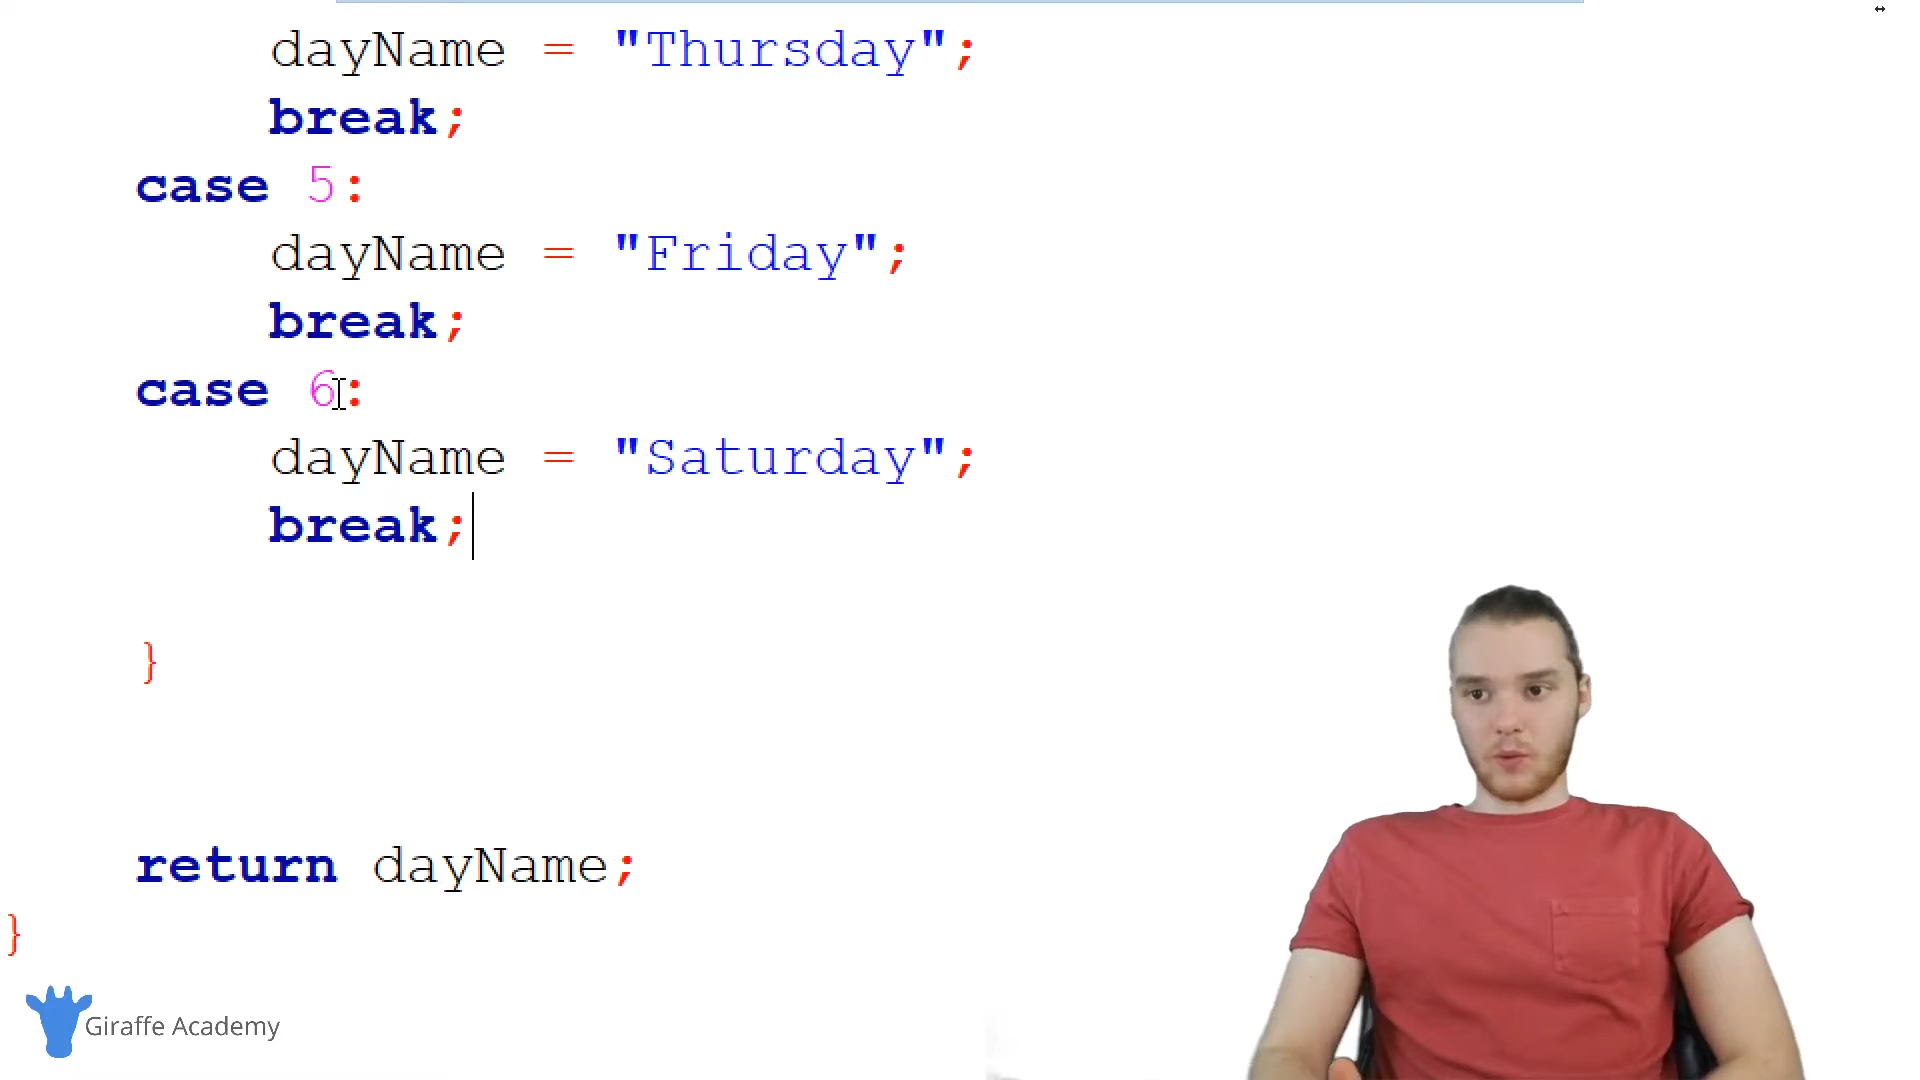 dayName = "Thursday";
break;
case 5:
dayName = "Friday";
break;
case 6:
dayName = "Saturday";
break;
}
return dayName;
}
Giraffe Academy